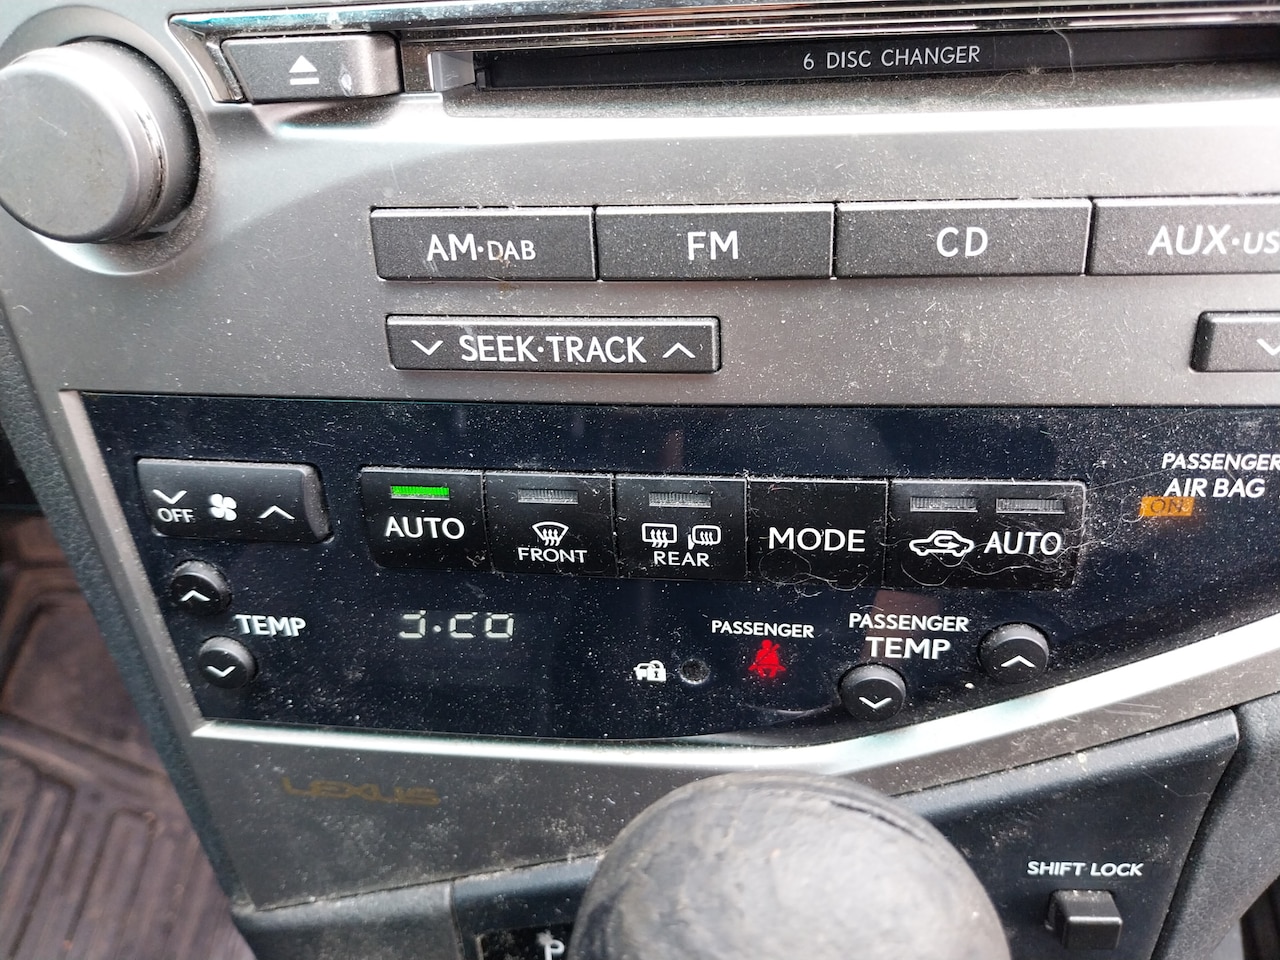 6 DISC CHANGER
AM·DAB
FM
CD
AUX·US
SEEK·TRACK
PASSENGER
AIR BAG
ON
OFF
AUTO
FRONT
REAR
MODE
AUTO
TEMP
PASSENGER
PASSENGER
TEMP
LEXUS
SHIFT LOCK
P